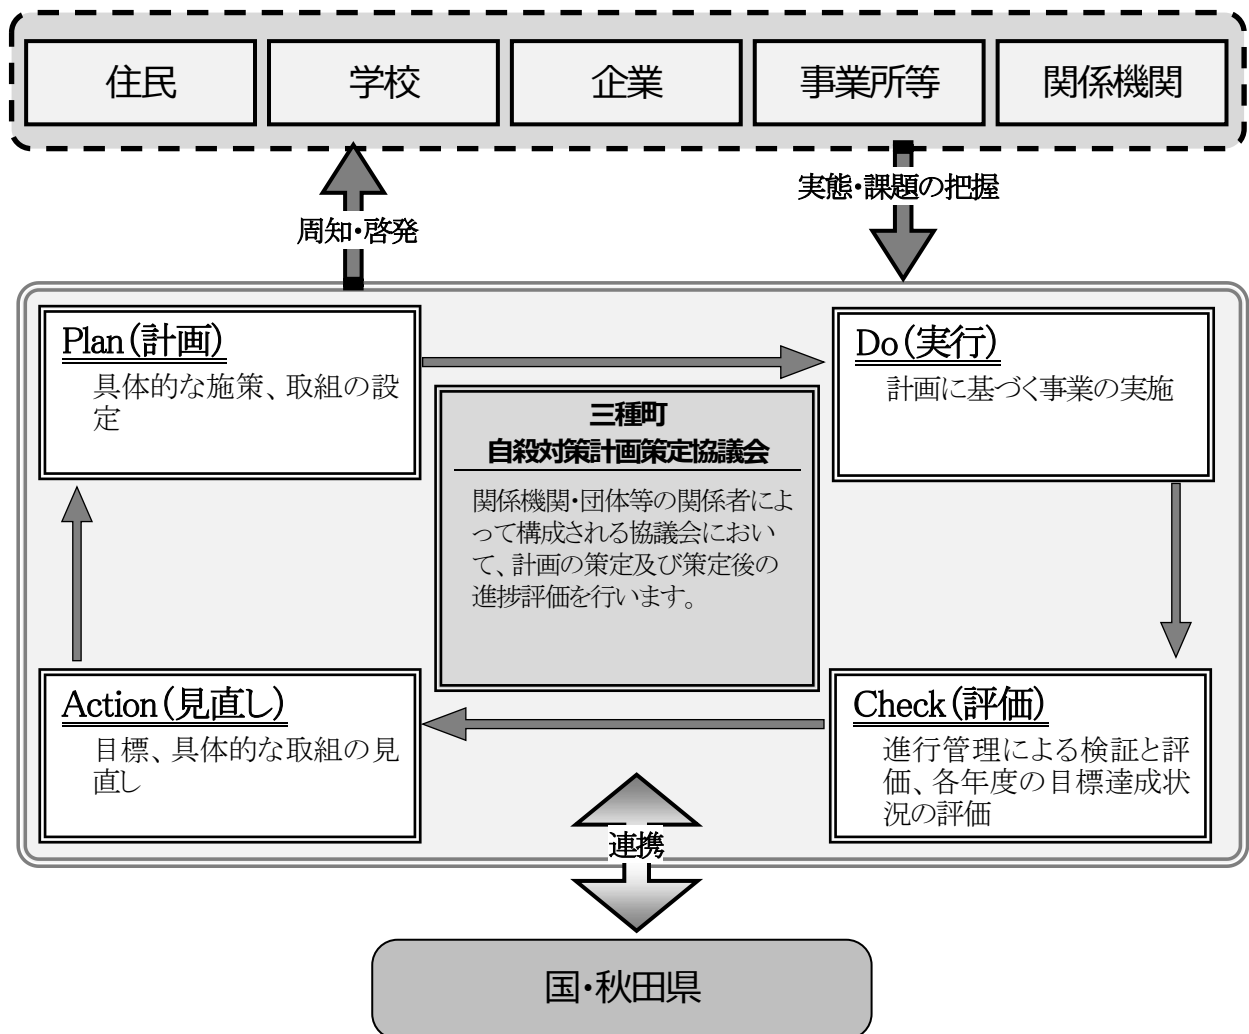 住民
学校
企業
事業所等
関係機関
周知・啓発
実態・課題の把握
Plan(計画)
具体的な施策、取組の設
定
Do(実行)
計画に基づく事業の実施
三種町
自殺対策計画策定協議会
関係機関・団体等の関係者によ
って構成される協議会におい
て、計画の策定及び策定後の
進捗評価を行います。
Action(見直し)
目標、具体的な取組の見
直し
Check(評価)
進行管理による検証と評
価、各年度の目標達成状
況の評価
連携
国・秋田県